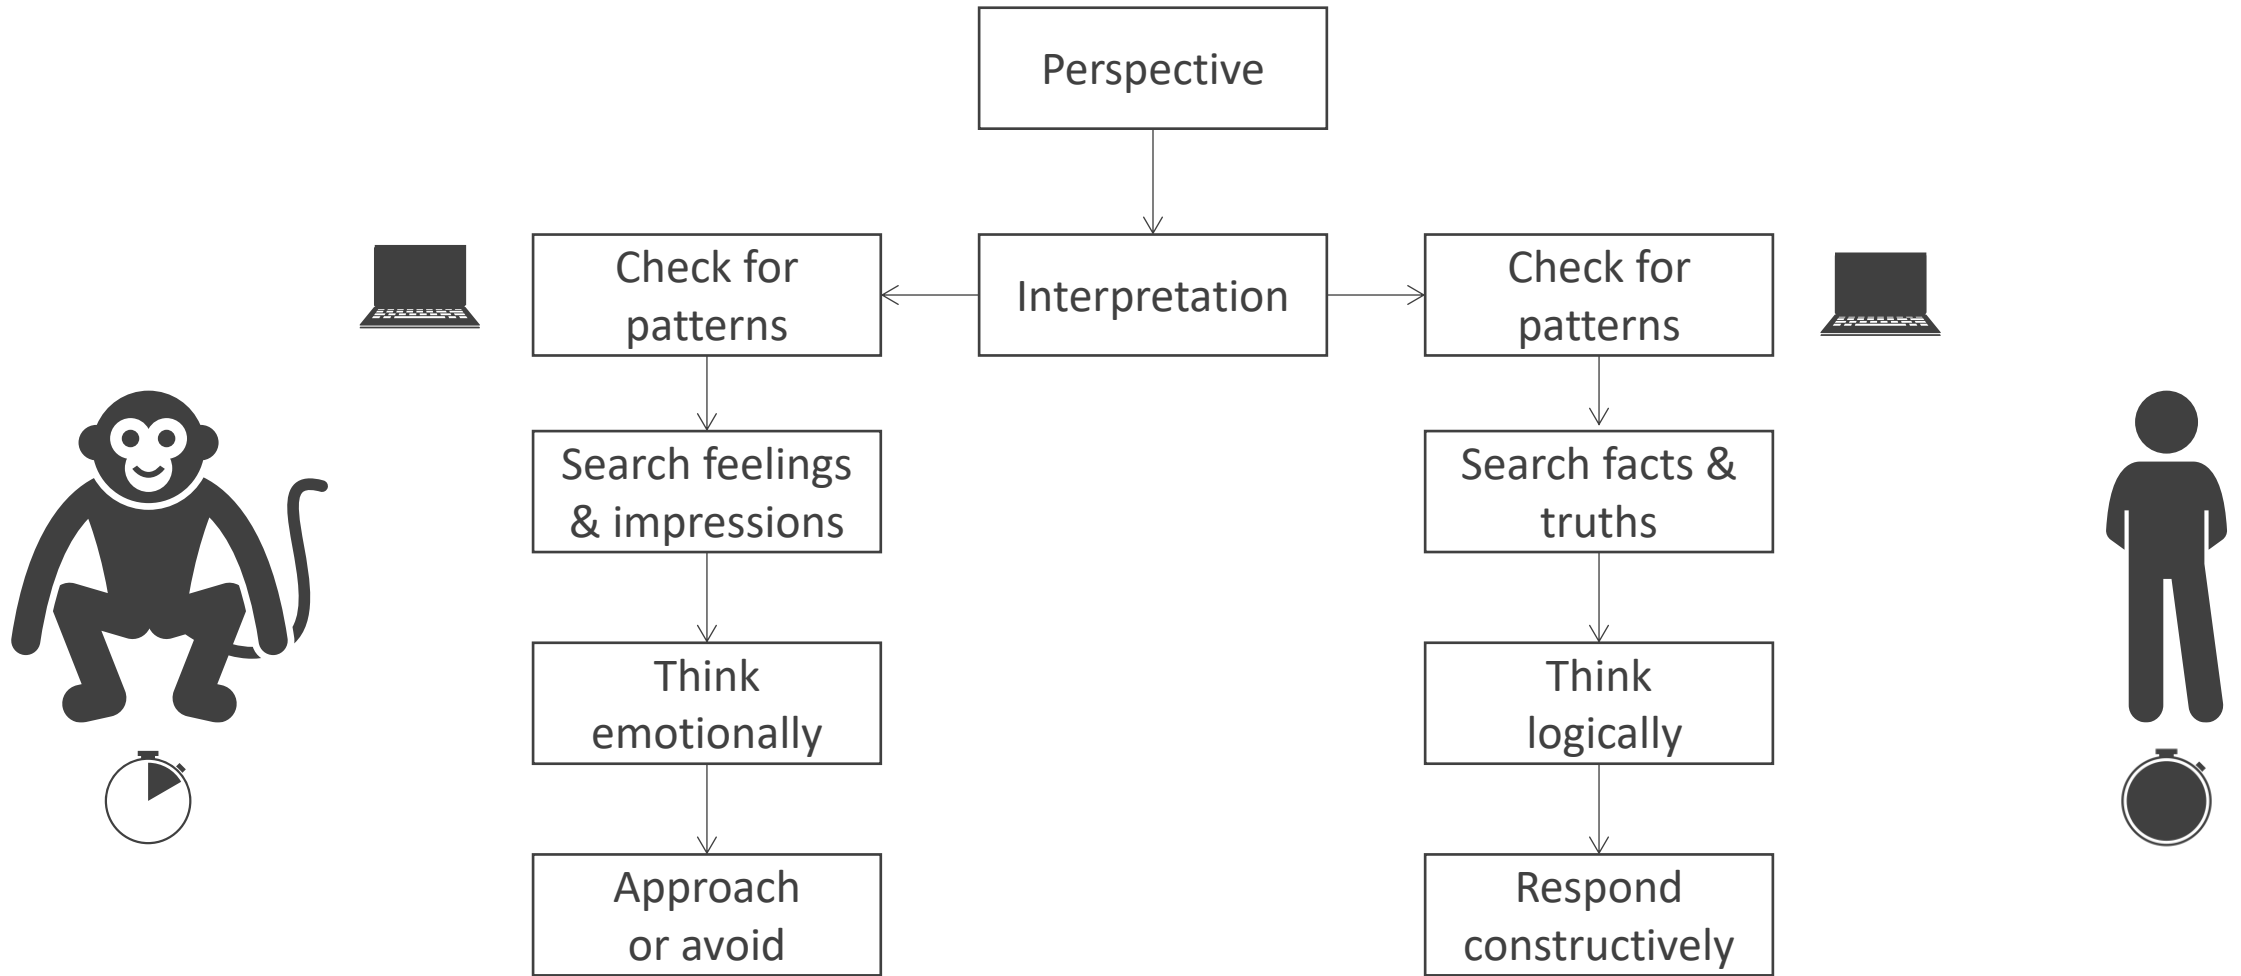 Perspective
Check for
patterns
Interpretation
Check for
patterns
Search feelings
& impressions
Search facts &
truths
Think
emotionally
Think
logically
Approach
or avoid
Respond
constructively